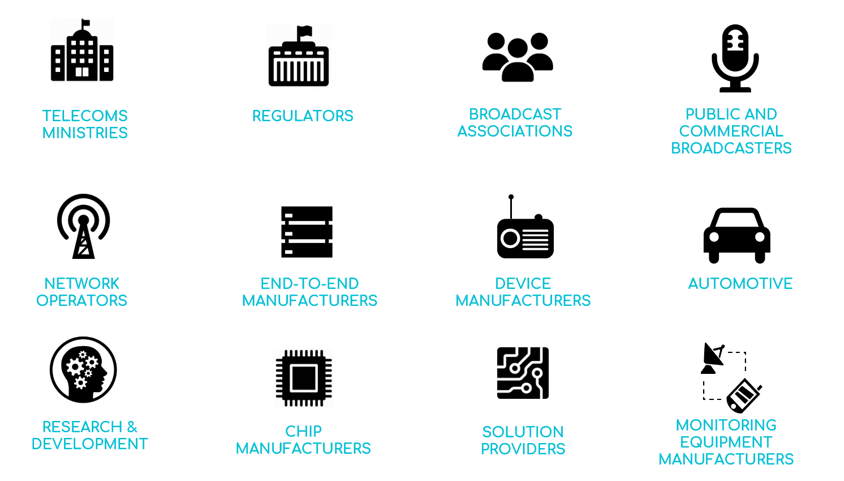 TELECOMS
MINISTRIES
REGULATORS
BROADCAST
ASSOCIATIONS
PUBLIC AND
COMMERCIAL
BROADCASTERS
NETWORK
OPERATORS
END-TO-END
MANUFACTURERS
DEVICE
MANUFACTURERS
AUTOMOTIVE
RESEARCH &
DEVELOPMENT
CHIP
MANUFACTURERS
SOLUTION
PROVIDERS
MONITORING
EQUIPMENT
MANUFACTURERS